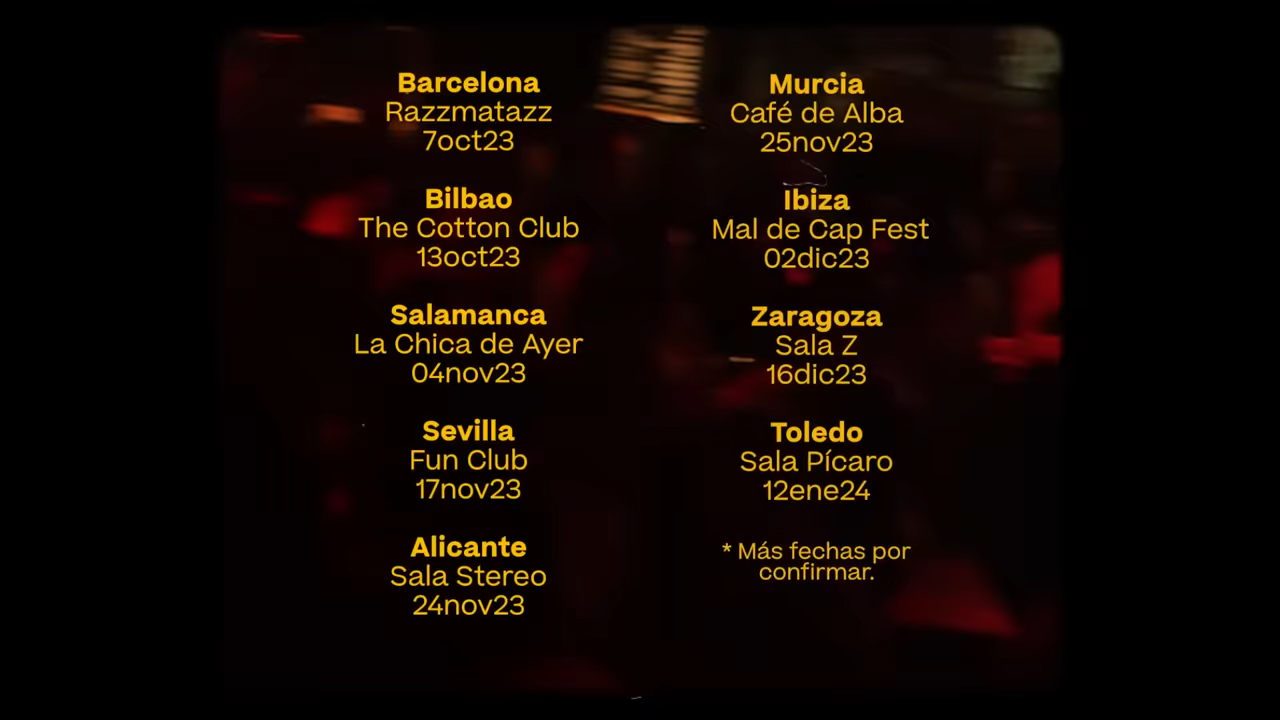 Barcelona
Razzmatazz
7oct23
Bilbao
The Cotton Club
13oct23
Salamanca
La Chica de Ayer
04nov23
Sevilla
Fun Club
17nov23
Alicante
Sala Stereo
24nov23
Murcia
Café de Alba
25nov23
Ibiza
Mal de Cap Fest
02dic23
Zaragoza
Sala Z
16dic23
Toledo
Sala Pícaro
12ene24
* Más fechas por
confirmar.